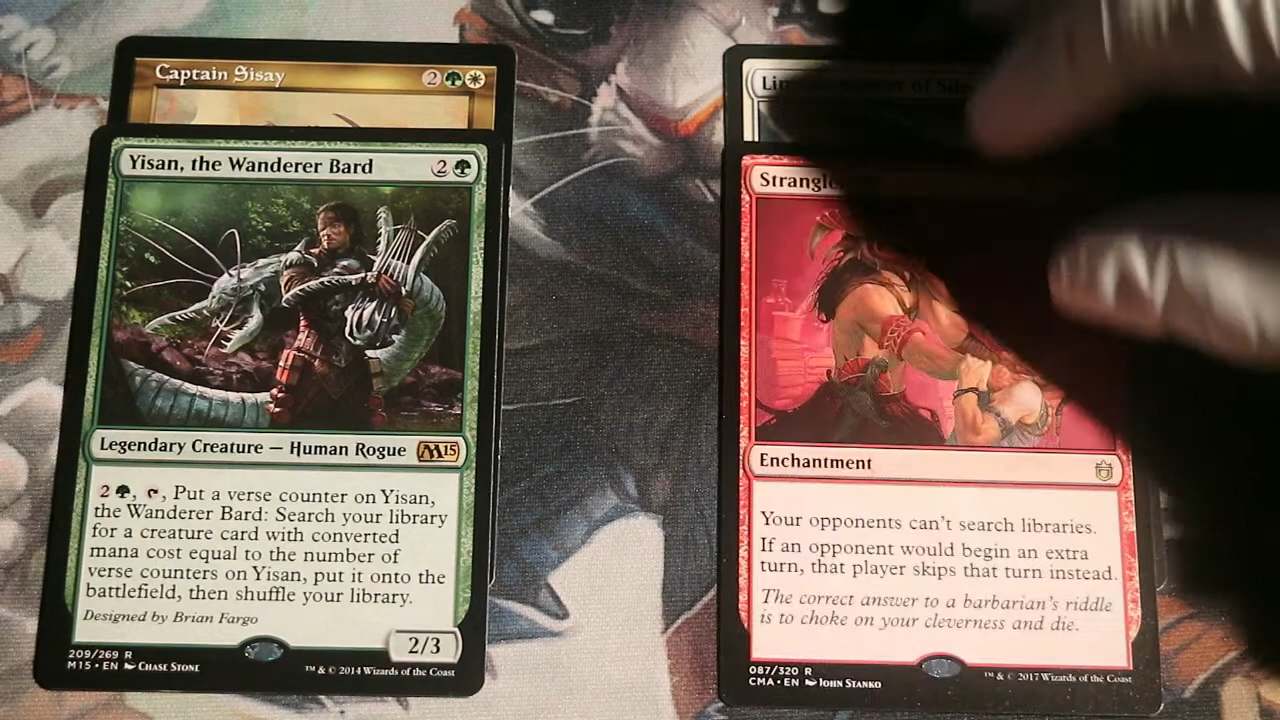 Captain Sisay 2
Yisan, the Wanderer Bard 2
Legendary Creature — Human Rogue M15
2 , , Put a verse counter on Yisan,
the Wanderer Bard: Search your library
for a creature card with converted
mana cost equal to the number of
verse counters on Yisan, put it onto the
battlefield, then shuffle your library.
Designed by Brian Fargo
2/3
209/269 R
M15 • EN Chase Stone
™ & © 2014 Wizards of the Coast
of
Enchantment
Your opponents can't search libraries.
If an opponent would begin an extra
turn, that player skips that turn instead.
The correct answer to a barbarian's riddle
is to choke on your cleverness and die.
087/320 R
CMA • EN John Stanko
™ & © 2017 Wizards of the Coast